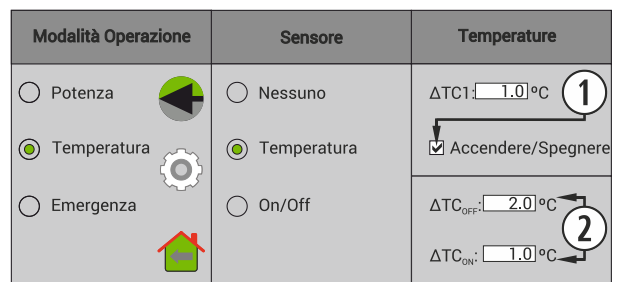 Modalità Operazione Sensore Temperature
Potenza Nessuno ΔTC1: 1.0 ºC 1
Temperatura Temperatura Accendere/Spegnere
Emergenza On/Off ΔTCOFF: 2.0 ºC
2
ΔTCON: 1.0 ºC